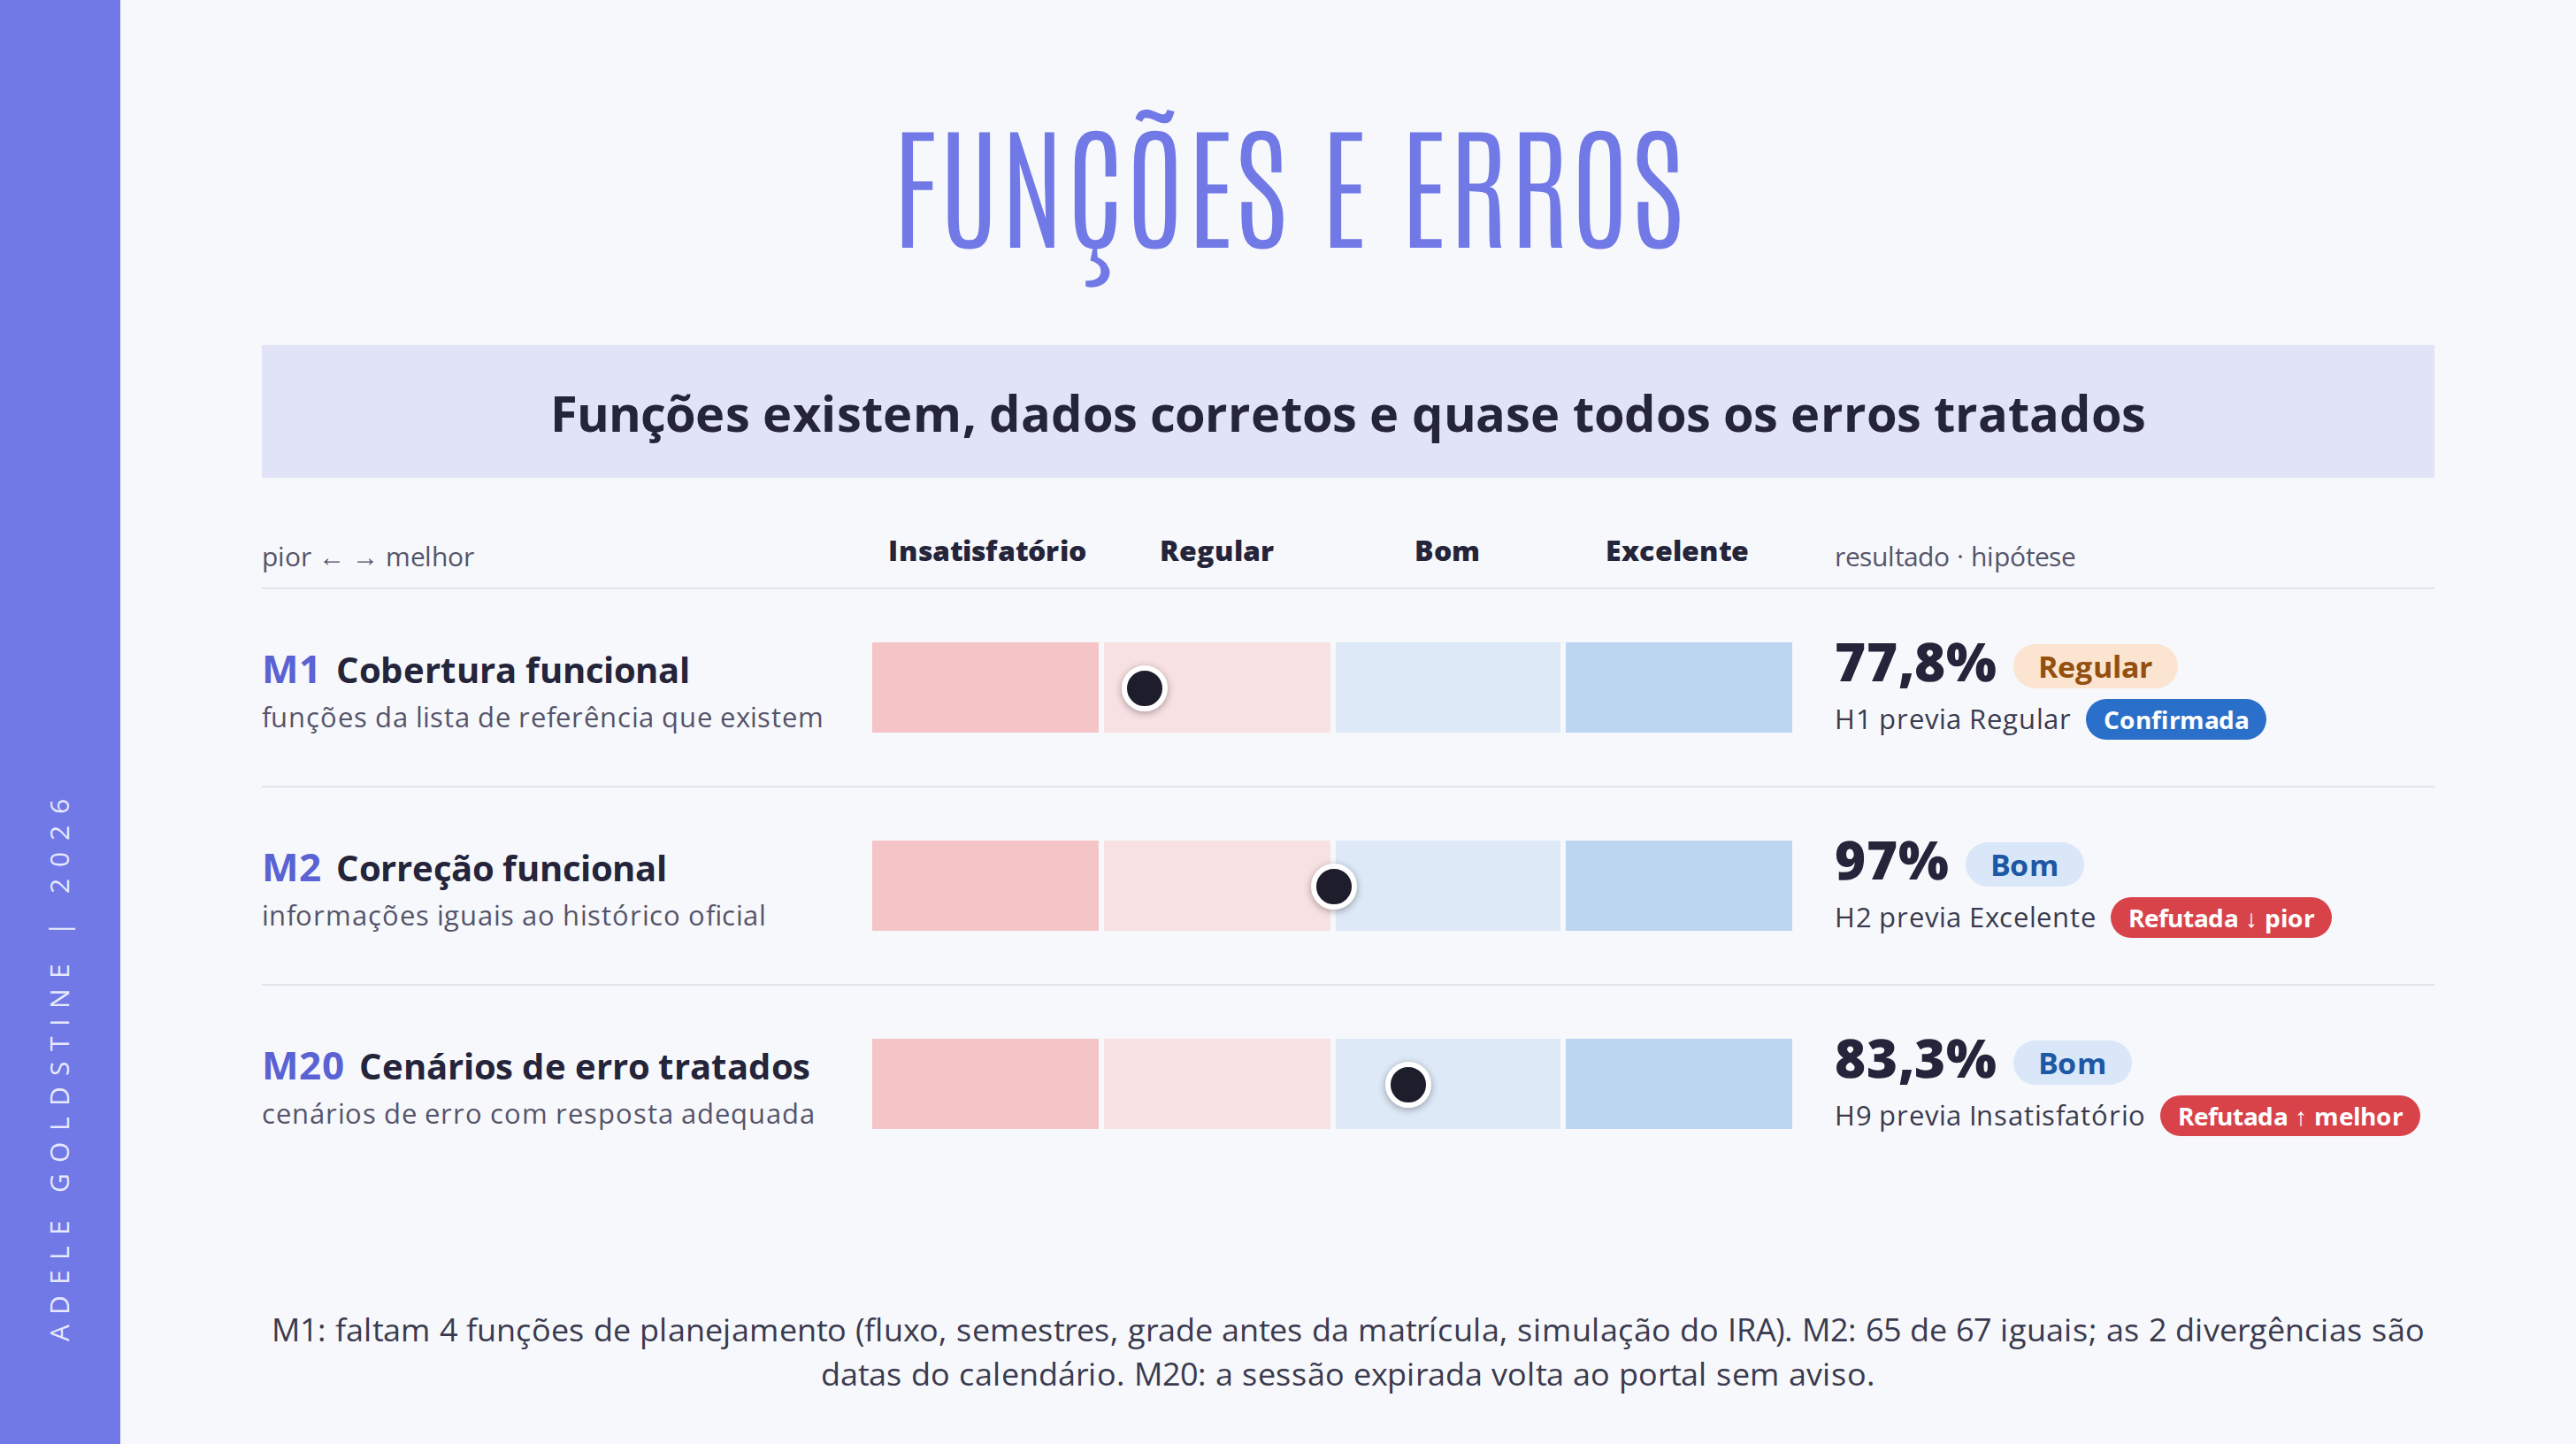 FUNÇÕES E ERROS
Funções existem, dados corretos e quase todos os erros tratados
pior ← → melhor
Insatisfatório
Regular
Bom
Excelente
resultado · hipótese
M1 Cobertura funcional
funções da lista de referência que existem
77,8% Regular
H1 previa Regular Confirmada
M2 Correção funcional
informações iguais ao histórico oficial
97% Bom
H2 previa Excelente Refutada ↓ pior
M20 Cenários de erro tratados
cenários de erro com resposta adequada
83,3% Bom
H9 previa Insatisfatório Refutada ↑ melhor
M1: faltam 4 funções de planejamento (fluxo, semestres, grade antes da matrícula, simulação do IRA). M2: 65 de 67 iguais; as 2 divergências são
datas do calendário. M20: a sessão expirada volta ao portal sem aviso.
ADELE GOLDSTINE | 2026